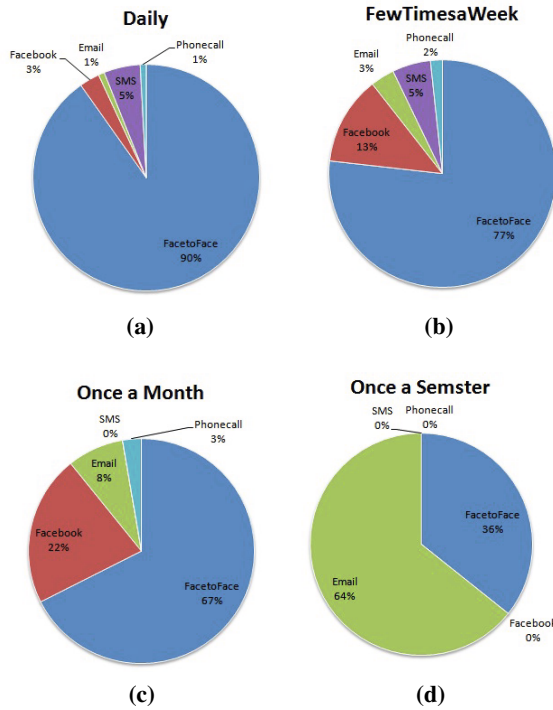 Daily
Facebook
3%
Email
1%
SMS
5%
Phonecall
1%
FacetoFace
90%
(a)
FewTimesaWeek
Email
3%
Phonecall
2%
SMS
5%
Facebook
13%
FacetoFace
77%
(b)
Once a Month
SMS
0%
Phonecall
3%
Email
8%
Facebook
22%
FacetoFace
67%
(c)
Once a Semster
SMS
0%
Phonecall
0%
FacetoFace
36%
Email
64%
Facebook
0%
(d)